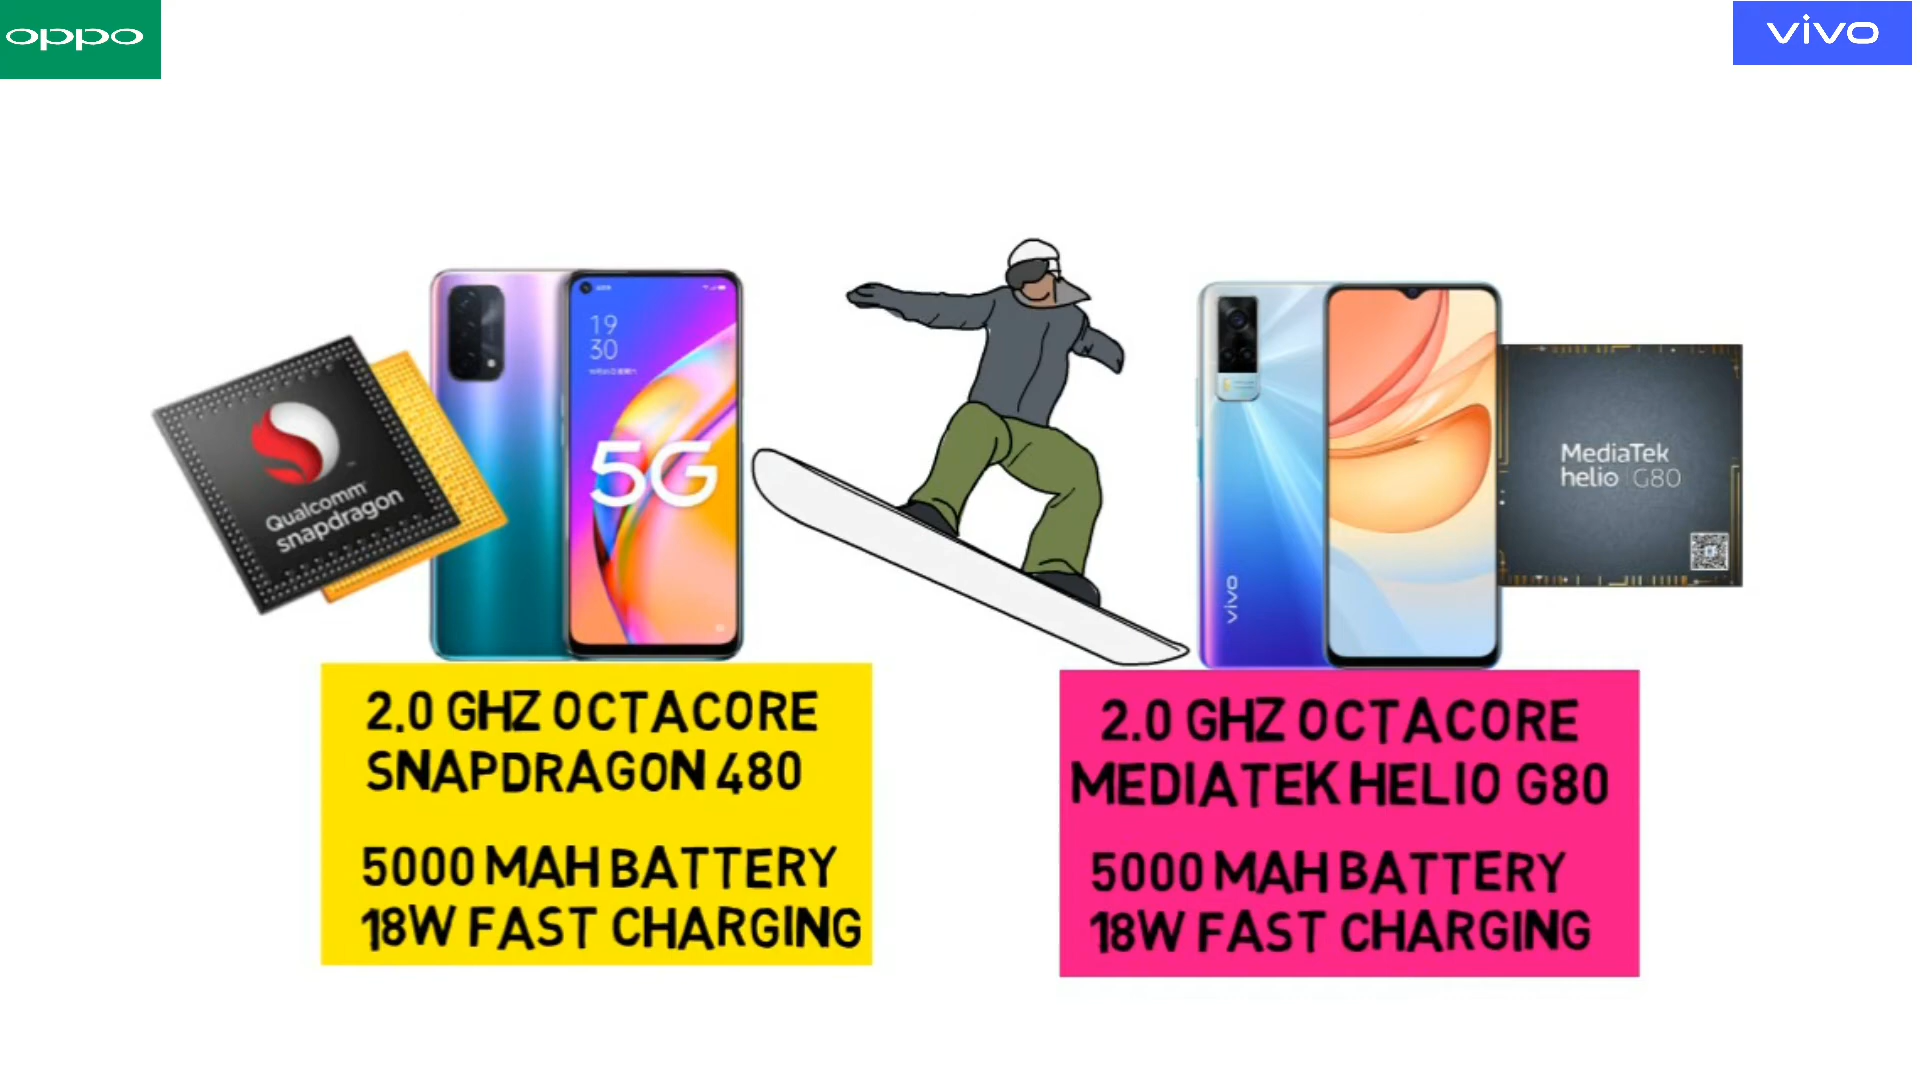 oppo
vivo
19
30
5G
Qualcomm
snapdragon
vivo
MediaTek
helio G80
2.0 GHZ OCTACORE
SNAPDRAGON 480
5000 MAH BATTERY
18W FAST CHARGING
2.0 GHZ OCTACORE
MEDIATEK HELIO G80
5000 MAH BATTERY
18W FAST CHARGING